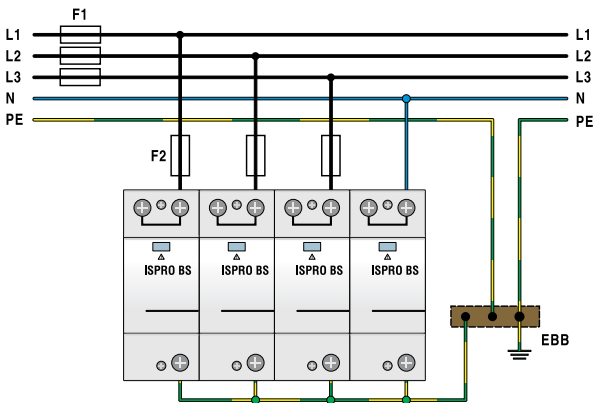 F1
L1 L1
L2 L2
L3 L3
N N
PE PE
F2
ISPRO BS ISPRO BS ISPRO BS ISPRO BS
EBB